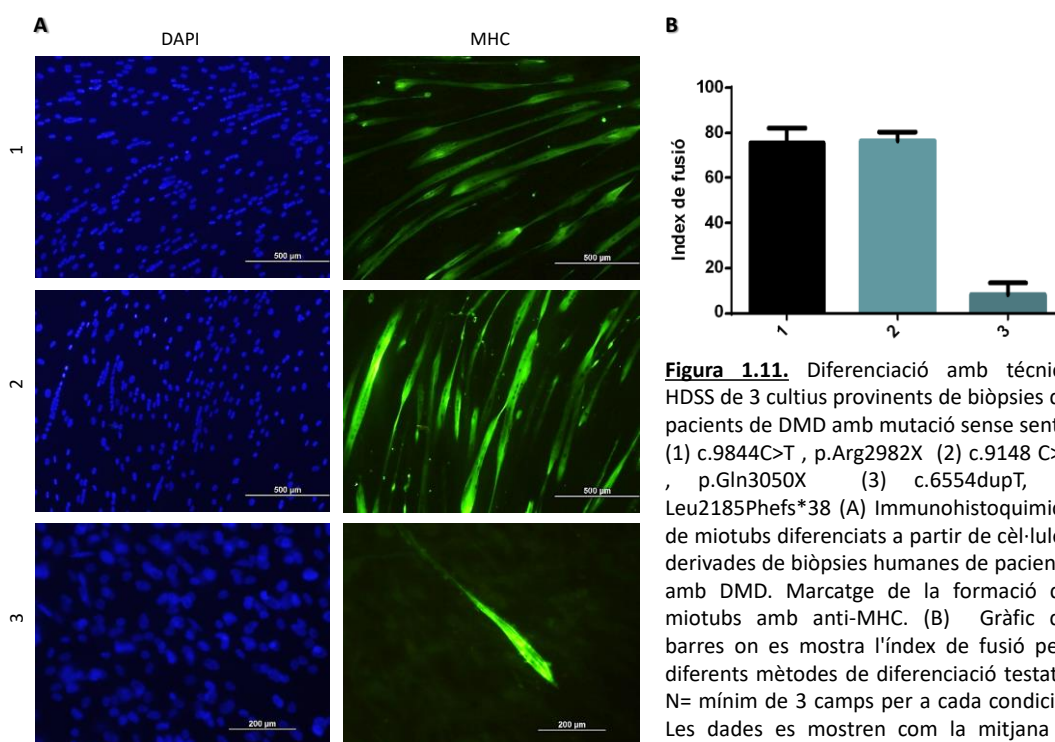 A
DAPI
MHC
1
500 µm
500 µm
2
500 µm
500 µm
3
200 µm
200 µm
B
Index de fusió
100
80
60
40
20
0
1
2
3
Figura 1.11. Diferenciació amb técni
HDSS de 3 cultius provinents de biòpsies
pacients de DMD amb mutació sense sent
(1) c.9844C>T , p.Arg2982X (2) c.9148 C>
, p.Gln3050X (3) c.6554dupT,
Leu2185Phefs*38 (A) Immunohistoquimi
de miotubs diferenciats a partir de cèl·lul
derivades de biòpsies humanes de pacien
amb DMD. Marcatge de la formació
miotubs amb anti-MHC. (B) Gràfic
barres on es mostra l'índex de fusió pe
diferents mètodes de diferenciació testat
N= mínim de 3 camps per a cada condici
Les dades es mostren com la mitjana